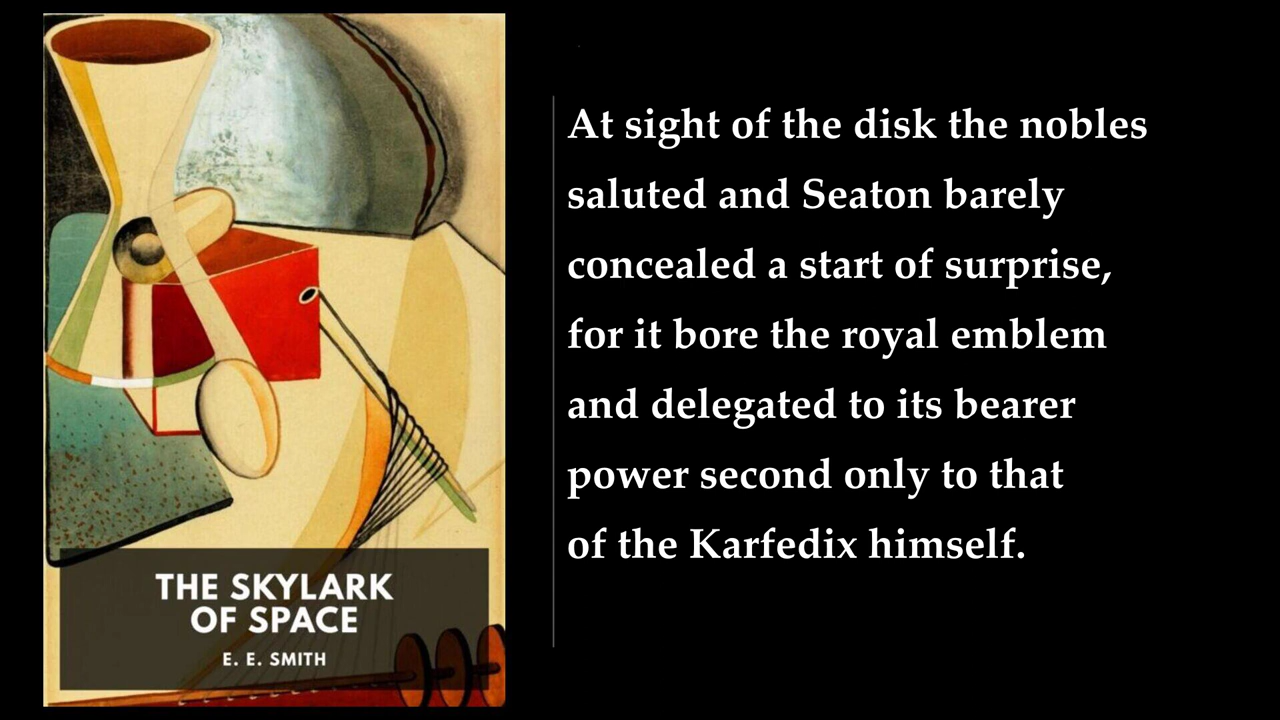 THE SKYLARK
OF SPACE
E. E. SMITH
At sight of the disk the nobles
saluted and Seaton barely
concealed a start of surprise,
for it bore the royal emblem
and delegated to its bearer
power second only to that
of the Karfedix himself.